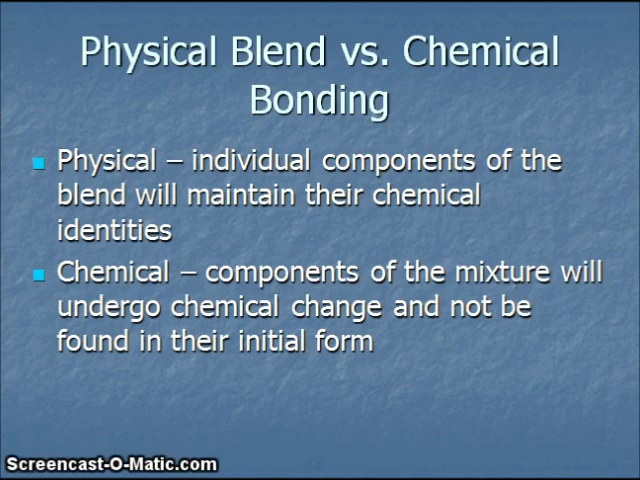 Physical Blend vs. Chemical
Bonding
Physical – individual components of the
blend will maintain their chemical
identities
Chemical – components of the mixture will
undergo chemical change and not be
found in their initial form
Screencast-O-Matic.com